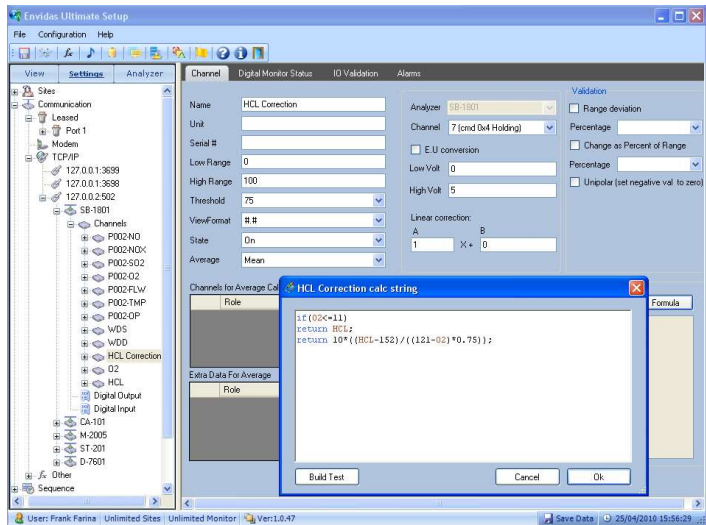 Envidas Ultimate Setup
File Configuration Help
View Settings Analyzer
Sites
Communication
Leased
Port 1
Modem
TCP/IP
127.0.0.1:3699
127.0.0.1:3698
127.0.0.2:502
SB-1801
Channels
P002-NO
P002-NOX
P002-SO2
P002-O2
P002-FLW
P002-TMP
P002-OP
WDS
WDD
HCL Correction
O2
HCL
Digital Output
Digital Input
CA-101
M-2005
ST-201
D-7601
Other
Sequence
Channel Digital Monitor Status IO Validation Alarms
Name HCL Correction
Unit
Serial #
Low Range 0
High Range 100
Threshold 75
ViewFormat #.#
State On
Average Mean
Analyzer SB-1801
Channel 7 (cmd 0x4 Holding)
E.U conversion
Low Volt 0
High Volt 5
Linear correction:
A B
1 X + 0
Validation
Range deviation
Percentage
Change as Percent of Range
Percentage
Unipolar (set negative val to zero)
Channels for Average Cal
Role
Extra Data For Average
Role
Formula
HCL Correction calc string
if(O2<=11)
return HCL;
return 10*((HCL-152)/((121-O2)*0.75));
Build Test Cancel Ok
User: Frank Farina Unlimited Sites Unlimited Monitor Ver:1.0.47 Save Data 25/04/2010 15:56:29